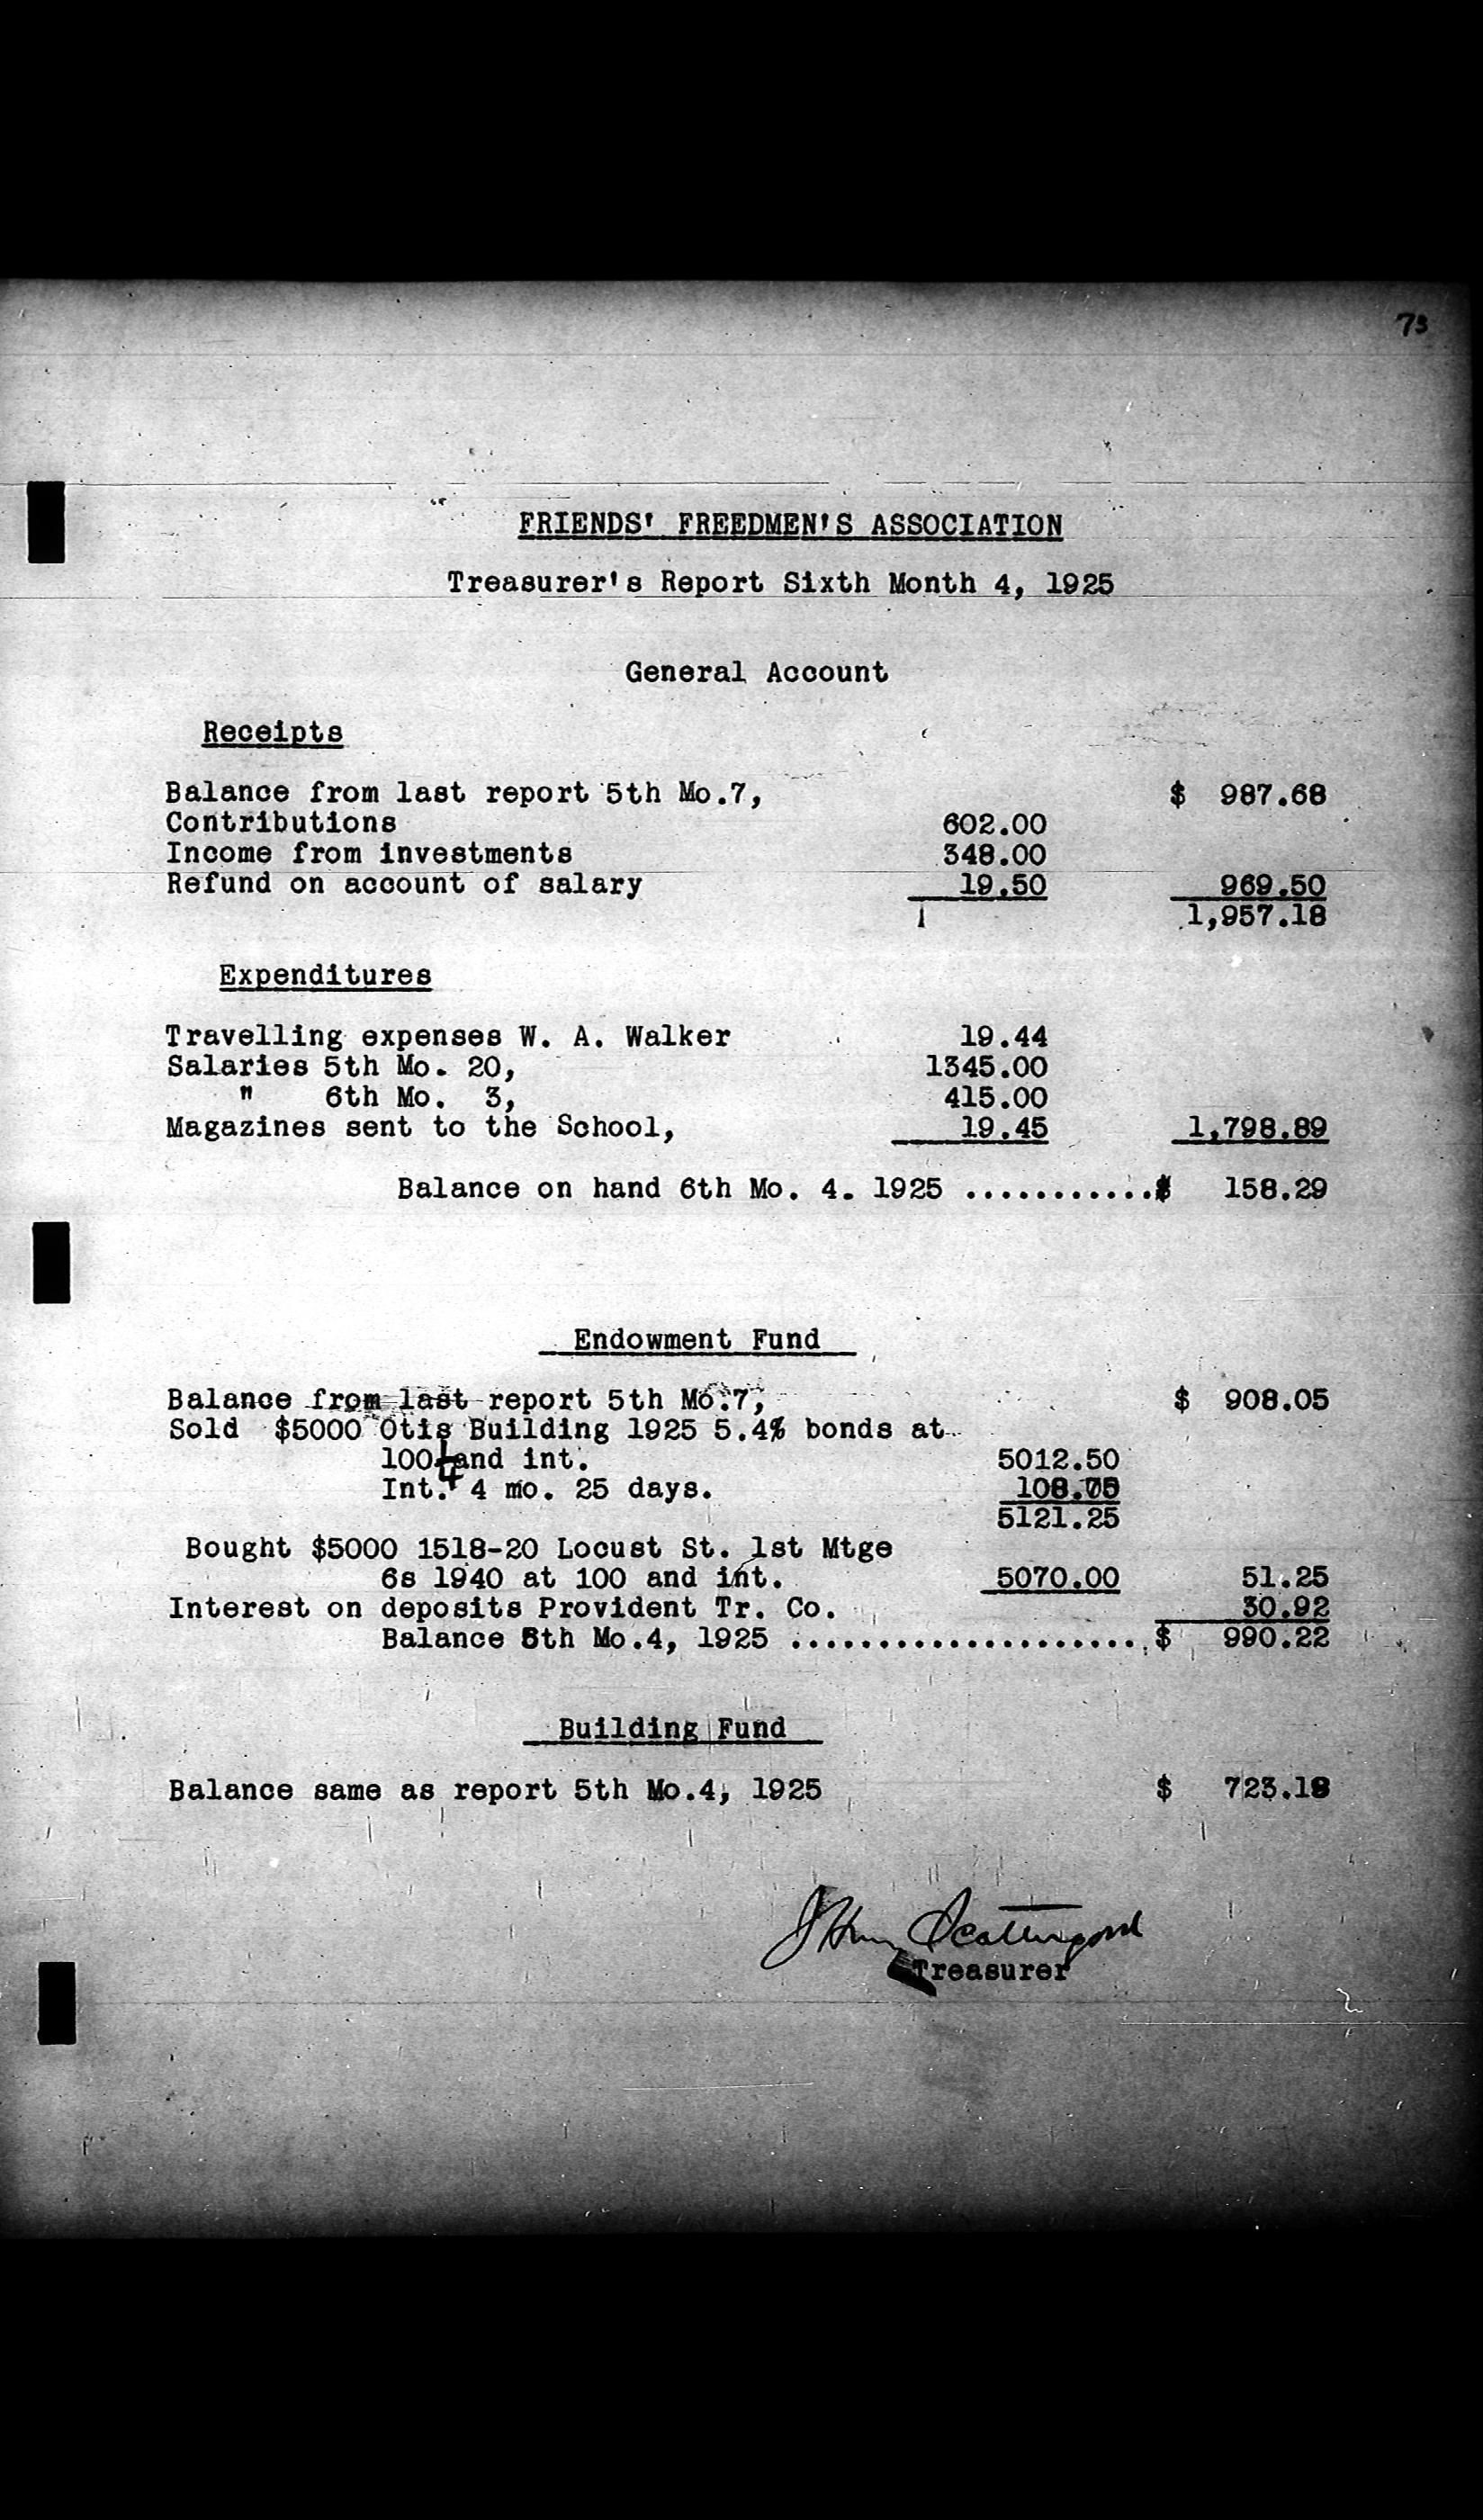 73
FRIENDS' FREEDMEN'S ASSOCIATION
Treasurer's Report Sixth Month 4, 1925
General Account
Receipts
Balance from last report 5th Mo.7, $ 987.68
Contributions 602.00
Income from investments 348.00
Refund on account of salary 19.50 969.50
1,957.18
Expenditures
Travelling expenses W. A. Walker 19.44
Salaries 5th Mo. 20, 1345.00
" 6th Mo. 3, 415.00
Magazines sent to the School, 19.45 1,798.89
Balance on hand 6th Mo. 4. 1925 ............$ 158.29
Endowment Fund
Balance from last report 5th Mo.7, $ 908.05
Sold $5000 Otis Building 1925 5.4% bonds at
100 1/4 and int. 5012.50
Int. 4 mo. 25 days. 108.75
5121.25
Bought $5000 1518-20 Locust St. 1st Mtge
6s 1940 at 100 and int. 5070.00 51.25
Interest on deposits Provident Tr. Co. 30.92
Balance 6th Mo.4, 1925 ......................$ 990.22
Building Fund
Balance same as report 5th Mo.4, 1925 $ 723.18
J Henry Scattergood
Treasurer